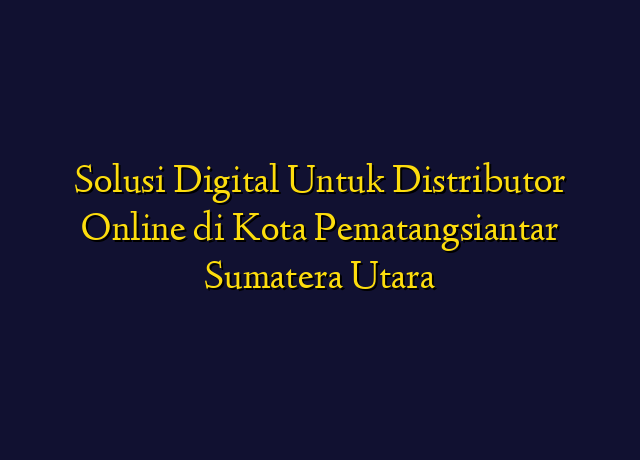 Solusi Digital Untuk Distributor
Online di Kota Pematangsiantar
Sumatera Utara